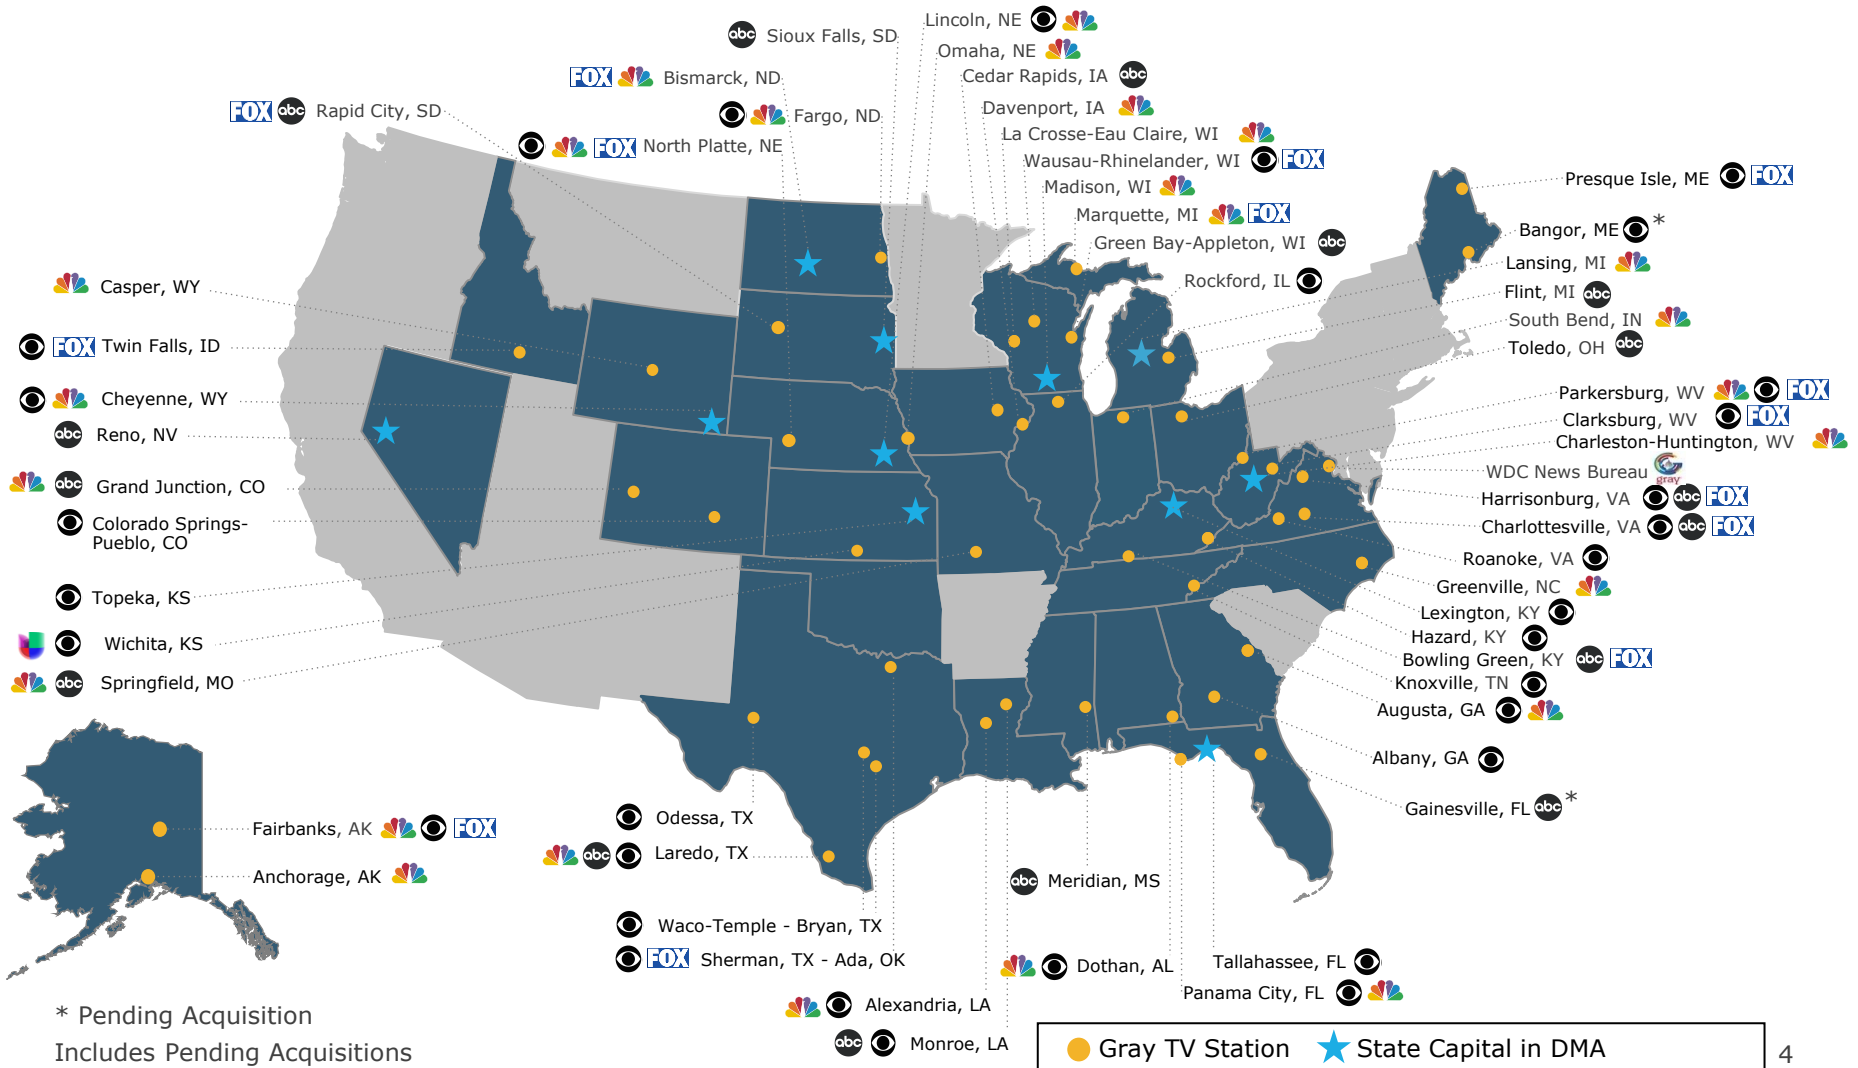 Lincoln, NE
abc Sioux Falls, SD
Omaha, NE
FOX Bismarck, ND
Cedar Rapids, IA abc
FOX abc Rapid City, SD
Fargo, ND
Davenport, IA
North Platte, NE
FOX
La Crosse-Eau Claire, WI
Wausau-Rhinelander, WI FOX
Madison, WI
Marquette, MI FOX
Green Bay-Appleton, WI abc
Rockford, IL
Presque Isle, ME FOX
Bangor, ME *
Lansing, MI
Flint, MI abc
South Bend, IN
Toledo, OH abc
Parkersburg, WV FOX
Clarksburg, WV FOX
Charleston-Huntington, WV
WDC News Bureau gray
Harrisonburg, VA abc FOX
Charlottesville, VA abc FOX
Roanoke, VA
Greenville, NC
Lexington, KY
Hazard, KY
Bowling Green, KY abc FOX
Knoxville, TN
Augusta, GA
Albany, GA
Gainesville, FL abc *
Casper, WY
FOX Twin Falls, ID
Cheyenne, WY
abc Reno, NV
abc Grand Junction, CO
Colorado Springs-
Pueblo, CO
Topeka, KS
Wichita, KS
abc Springfield, MO
Fairbanks, AK FOX
Anchorage, AK
Odessa, TX
abc Laredo, TX
Waco-Temple - Bryan, TX
FOX Sherman, TX - Ada, OK
abc Meridian, MS
Dothan, AL
Tallahassee, FL
Panama City, FL
Alexandria, LA
abc Monroe, LA
* Pending Acquisition
Includes Pending Acquisitions
Gray TV Station State Capital in DMA
4